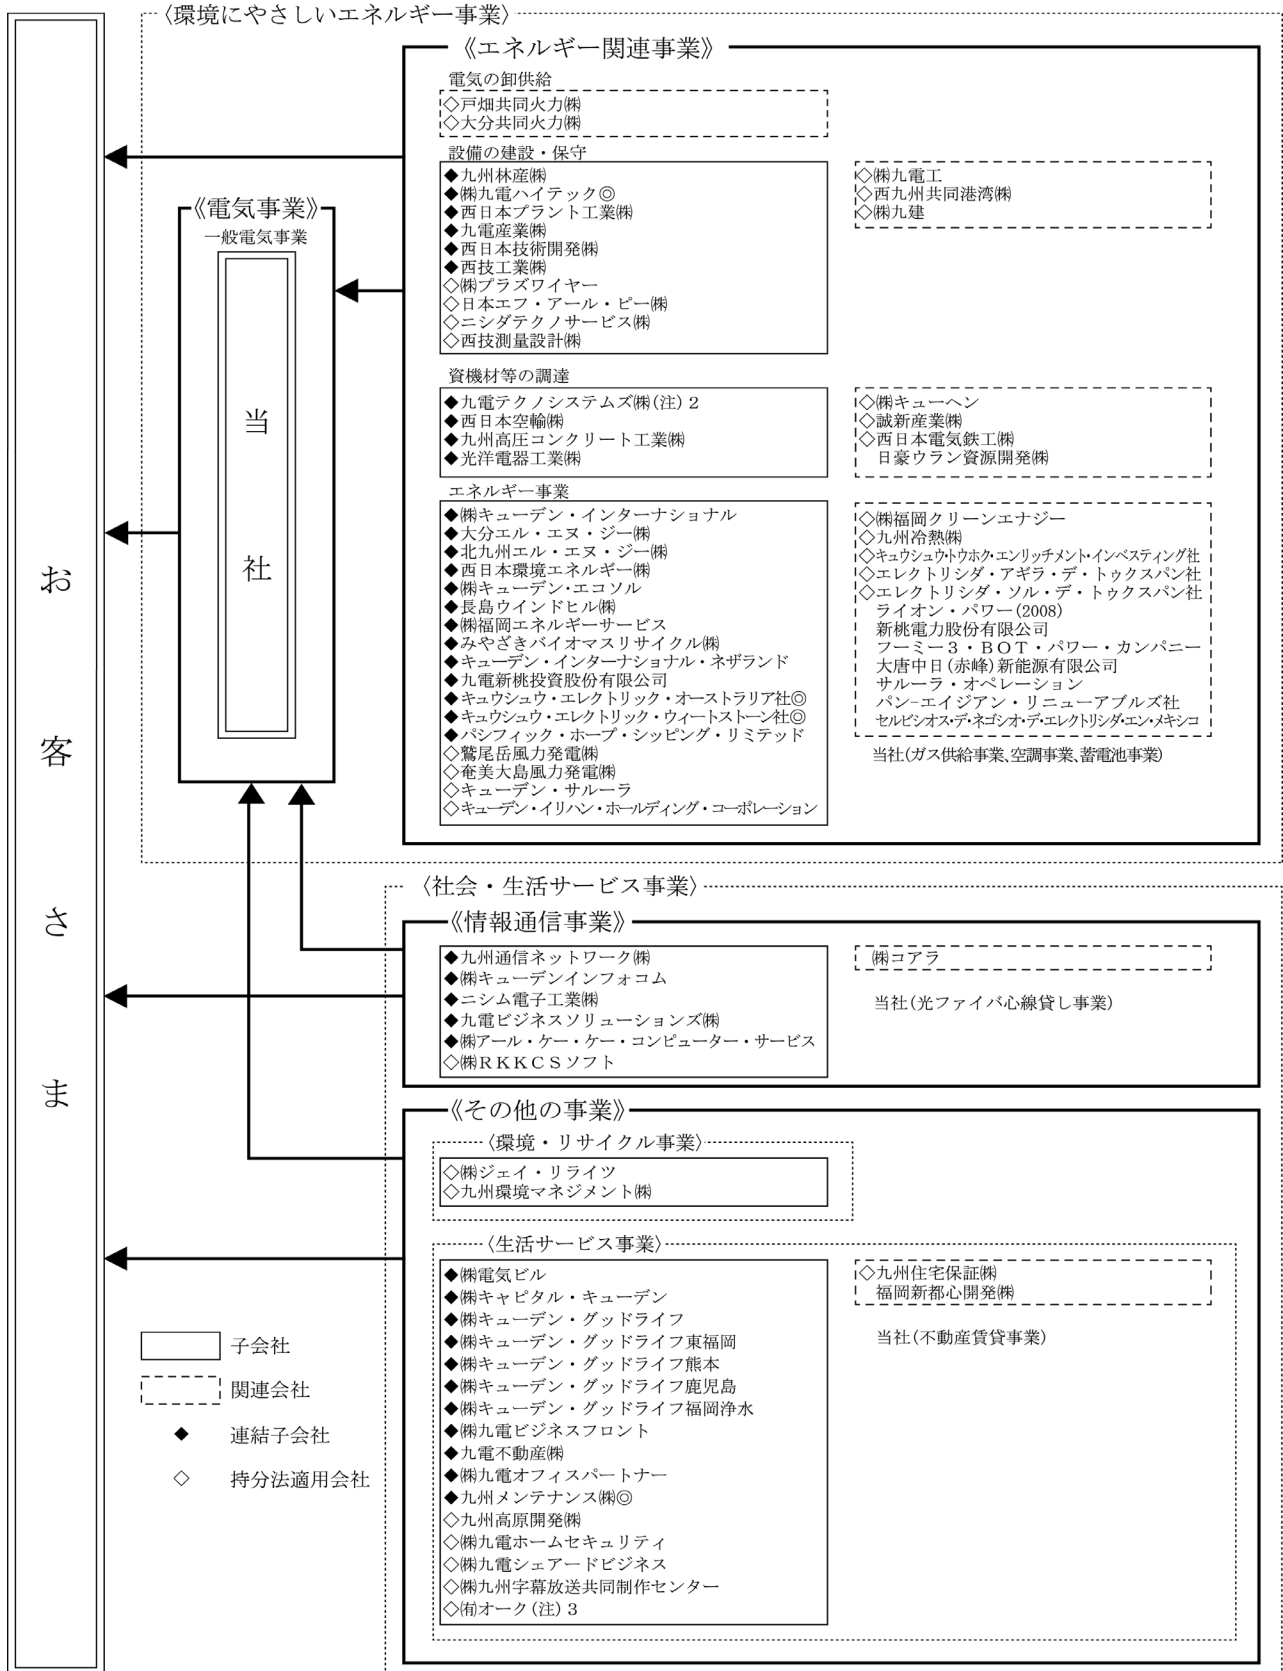 〈環境にやさしいエネルギー事業〉
《エネルギー関連事業》
電気の卸供給
◇戸畑共同火力㈱
◇大分共同火力㈱
設備の建設・保守
◆九州林産㈱
◆㈱九電ハイテック◎
◆西日本プラント工業㈱
◆九電産業㈱
◆西日本技術開発㈱
◆西技工業㈱
◇㈱プラズワイヤー
◇日本エフ・アール・ピー㈱
◇ニシダテクノサービス㈱
◇西技測量設計㈱
◇㈱九電工
◇西九州共同港湾㈱
◇㈱九建
資機材等の調達
◆九電テクノシステムズ㈱(注)2
◆西日本空輸㈱
◆九州高圧コンクリート工業㈱
◆光洋電器工業㈱
◇㈱キューヘン
◇誠新産業㈱
◇西日本電気鉄工㈱
日豪ウラン資源開発㈱
エネルギー事業
◆㈱キューデン・インターナショナル
◆大分エル・エヌ・ジー㈱
◆北九州エル・エヌ・ジー㈱
◆西日本環境エネルギー㈱
◆㈱キューデン・エコソル
◆長島ウインドヒル㈱
◆㈱福岡エネルギーサービス
◆みやざきバイオマスリサイクル㈱
◆キューデン・インターナショナル・ネザランド
◆九電新桃投資股份有限公司
◆キュウシュウ・エレクトリック・オーストラリア社◎
◆キュウシュウ・エレクトリック・ウィートストーン社◎
◆パシフィック・ホープ・シッピング・リミテッド
◇鷲尾岳風力発電㈱
◇奄美大島風力発電㈱
◇キューデン・サルーラ
◇キューデン・イリハン・ホールディング・コーポレーション
◇㈱福岡クリーンエナジー
◇九州冷熱㈱
◇キュウシュウ・トウホク・エンリッチメント・インベスティング社
◇エレクトリシダ・アギラ・デ・トゥクスパン社
◇エレクトリシダ・ソル・デ・トゥクスパン社
ライオン・パワー(2008)
新桃電力股份有限公司
フーミー3・BOT・パワー・カンパニー
大唐中日(赤峰)新能源有限公司
サルーラ・オペレーション
パン-エイジアン・リニューアブルズ社
セルビシオス・デ・ネゴシオ・デ・エレクトリシダ・エン・メキシコ
当社(ガス供給事業、空調事業、蓄電池事業)
《電気事業》
一般電気事業
当社
お客さま
〈社会・生活サービス事業〉
《情報通信事業》
◆九州通信ネットワーク㈱
◆㈱キューデンインフォコム
◆ニシム電子工業㈱
◆九電ビジネスソリューションズ㈱
◆㈱アール・ケー・ケー・コンピューター・サービス
◇㈱RKKCSソフト
㈱コアラ
当社(光ファイバ心線貸し事業)
《その他の事業》
〈環境・リサイクル事業〉
◇㈱ジェイ・リライツ
◇九州環境マネジメント㈱
〈生活サービス事業〉
◆㈱電気ビル
◆㈱キャピタル・キューデン
◆㈱キューデン・グッドライフ
◆㈱キューデン・グッドライフ東福岡
◆㈱キューデン・グッドライフ熊本
◆㈱キューデン・グッドライフ鹿児島
◆㈱キューデン・グッドライフ福岡浄水
◆㈱九電ビジネスフロント
◆九電不動産㈱
◆㈱九電オフィスパートナー
◆九州メンテナンス㈱◎
◇九州高原開発㈱
◇㈱九電ホームセキュリティ
◇㈱九電シェアードビジネス
◇㈱九州字幕放送共同制作センター
◇㈲オーク(注)3
◇九州住宅保証㈱
福岡新都心開発㈱
当社(不動産賃貸事業)
子会社
関連会社
◆ 連結子会社
◇ 持分法適用会社